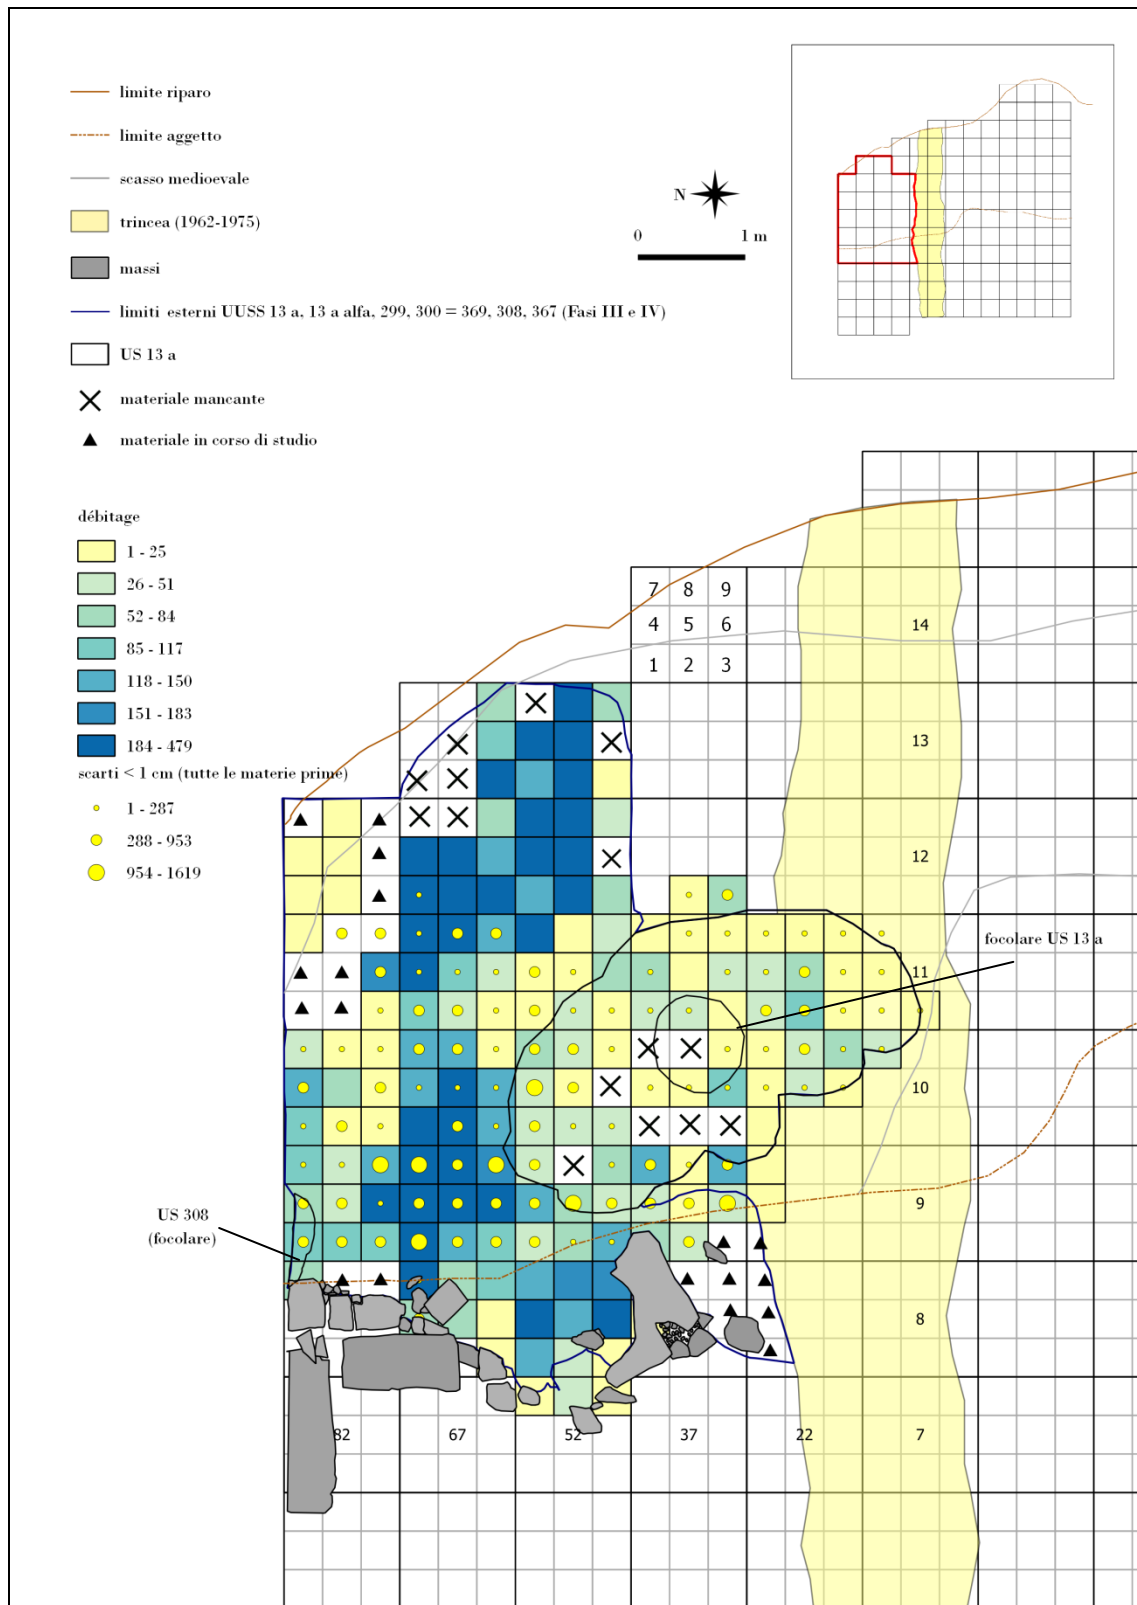 limite riparo
limite aggetto
scasso medioevale
trincea (1962-1975)
massi
limiti esterni UUSS 13 a, 13 a alfa, 299, 300 = 369, 308, 367 (Fasi III e IV)
US 13 a
materiale mancante
materiale in corso di studio
N
0 1 m
débitage
1 - 25
26 - 51
52 - 84
85 - 117
118 - 150
151 - 183
184 - 479
scarti < 1 cm (tutte le materie prime)
1 - 287
288 - 953
954 - 1619
7 8 9
4 5 6
1 2 3
14
13
12
11
10
9
8
focolare US 13 a
US 308
(focolare)
82 67 52 37 22 7